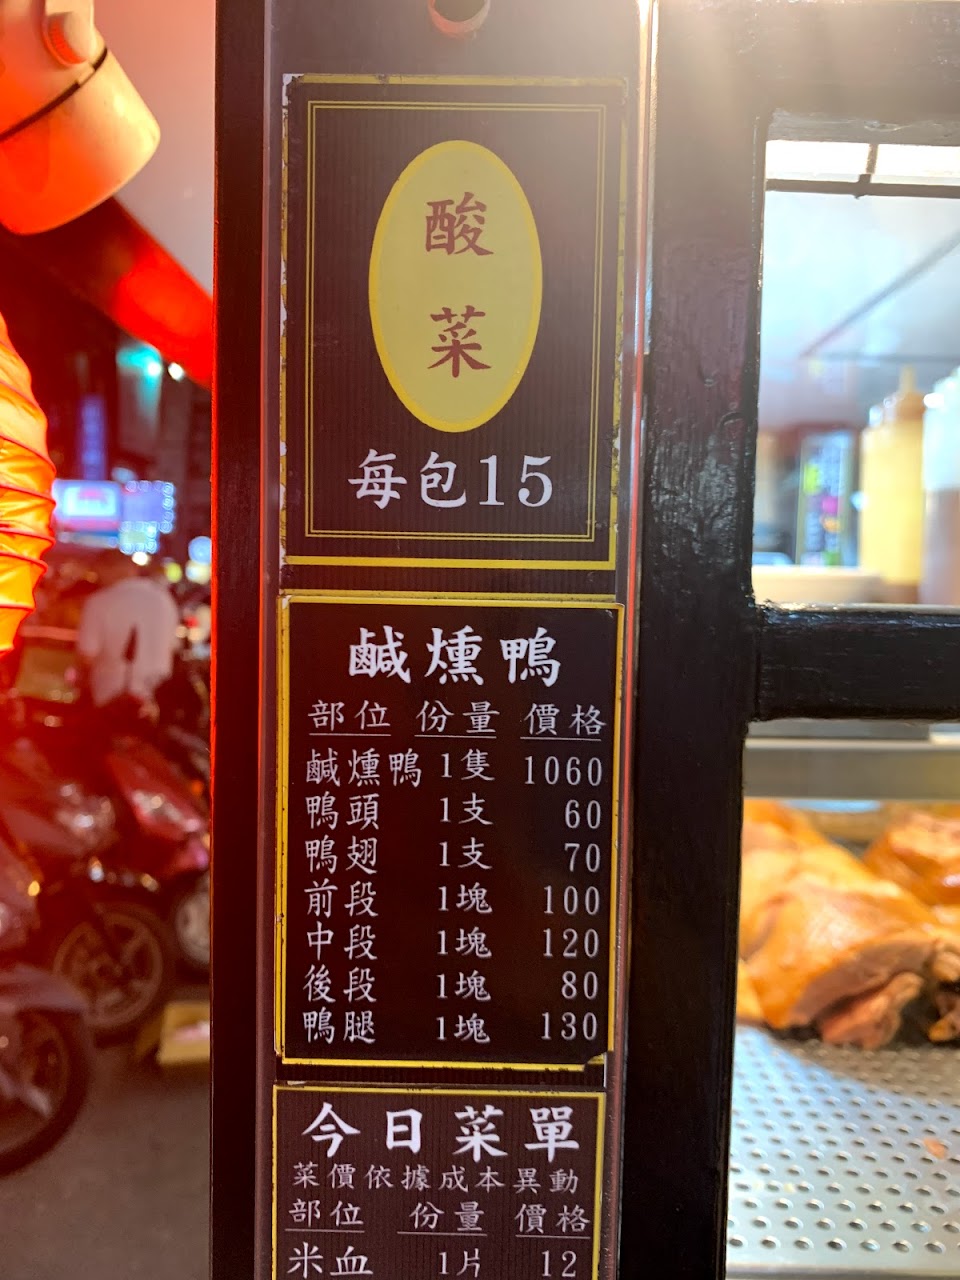 酸
菜
每包15
鹹燻鴨
部位 份量 價格
鹹燻鴨 1隻 1060
鴨頭 1支 60
鴨翅 1支 70
前段 1塊 100
中段 1塊 120
後段 1塊 80
鴨腿 1塊 130
今日菜單
菜價依據成本異動
部位 份量 價格
米血 1片 12